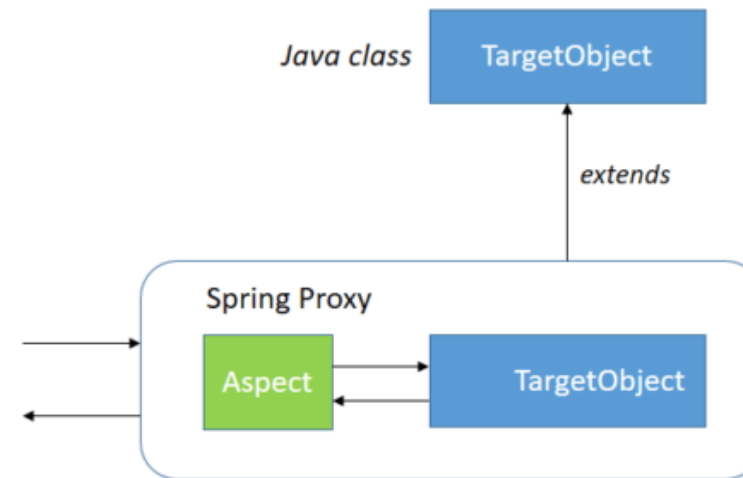 Java class
TargetObject
extends
Spring Proxy
Aspect
TargetObject